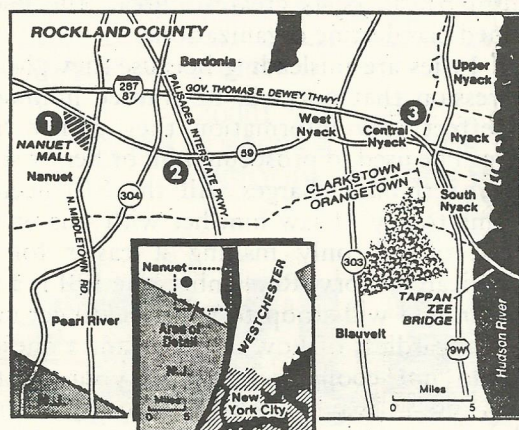 ROCKLAND COUNTY
Bardonia
Upper
Nyack
287
87
GOV. THOMAS E. DEWEY THWY.
PALISADES INTERSTATE PKWY.
1
NANUET
MALL
Nanuet
2
59
West
Nyack
3
Central
Nyack
Nyack
CLARKSTOWN
ORANGETOWN
South
Nyack
304
N. MIDDLETOWN RD.
303
TAPPAN
ZEE
BRIDGE
Pearl River
Blauvelt
9W
Hudson River
N.J.
Miles
0 5
Nanuet
Area of
Detail
WESTCHESTER
N.J.
New
York City
Miles
0 5